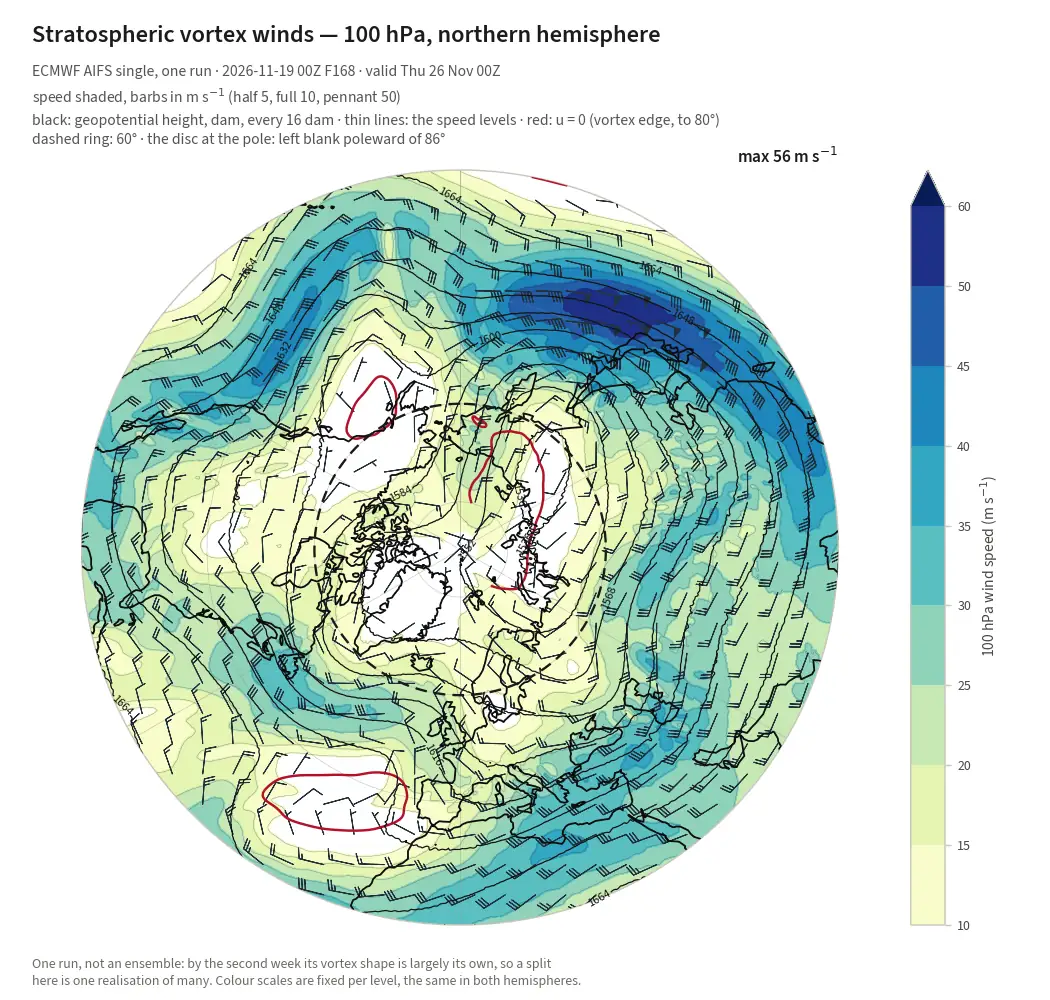 Stratospheric vortex winds — 100 hPa, northern hemisphere
ECMWF AIFS single, one run · 2026-11-19 00Z F168 · valid Thu 26 Nov 00Z
speed shaded, barbs in m s⁻¹ (half 5, full 10, pennant 50)
black: geopotential height, dam, every 16 dam · thin lines: the speed levels · red: u = 0 (vortex edge, to 80°)
dashed ring: 60° · the disc at the pole: left blank poleward of 86°
max 56 m s⁻¹
1664
1664
1664
1648
1648
1632
1600
1584
1568
1616
1664
1664
60
50
45
40
35
30
25
20
15
10
100 hPa wind speed (m s⁻¹)
One run, not an ensemble: by the second week its vortex shape is largely its own, so a split
here is one realisation of many. Colour scales are fixed per level, the same in both hemispheres.